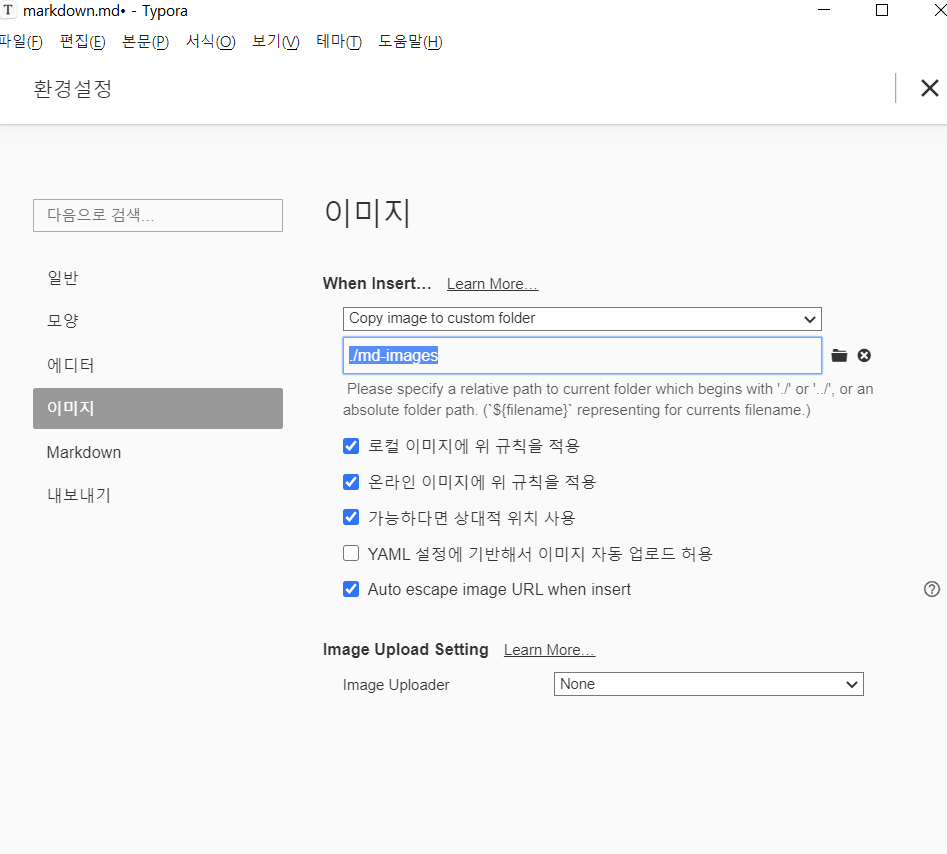 T markdown.md• - Typora
파일(F) 편집(E) 본문(P) 서식(O) 보기(V) 테마(T) 도움말(H)
환경설정
다음으로 검색...
일반
모양
에디터
이미지
Markdown
내보내기
이미지
When Insert... Learn More...
Copy image to custom folder
./md-images
Please specify a relative path to current folder which begins with './' or '../', or an
absolute folder path. (`${filename}` representing for currents filename.)
로컬 이미지에 위 규칙을 적용
온라인 이미지에 위 규칙을 적용
가능하다면 상대적 위치 사용
YAML 설정에 기반해서 이미지 자동 업로드 허용
Auto escape image URL when insert
Image Upload Setting Learn More...
Image Uploader None